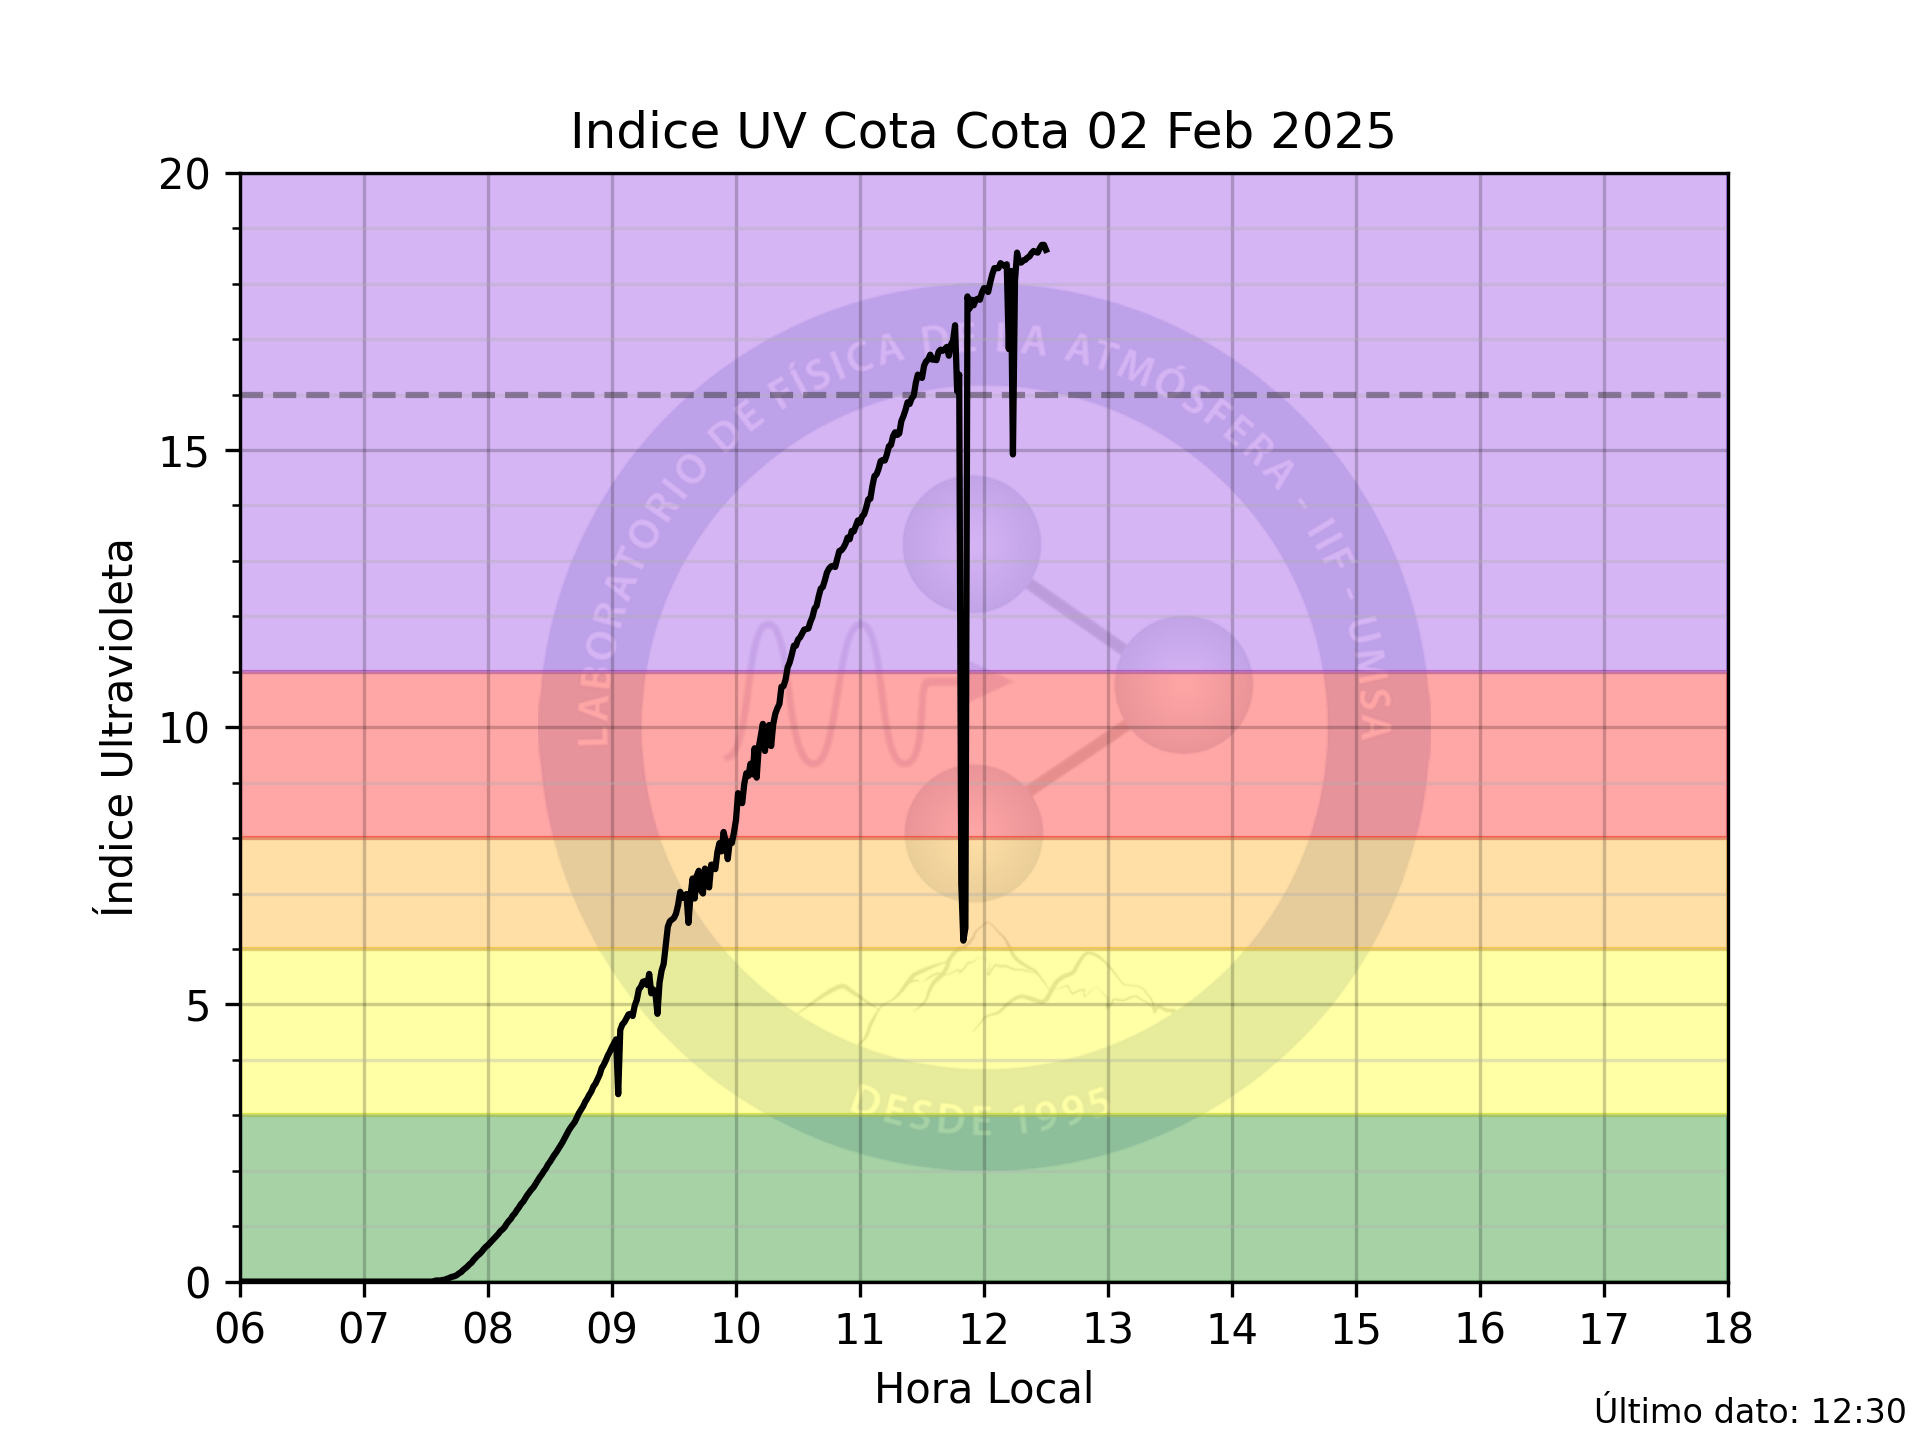 Indice UV Cota Cota 02 Feb 2025
20
15
10
5
0
Índice Ultravioleta
LABORATORIO DE FÍSICA DE LA ATMÓSFERA - IIF - UMSA
DESDE 1995
06 07 08 09 10 11 12 13 14 15 16 17 18
Hora Local
Último dato: 12:30